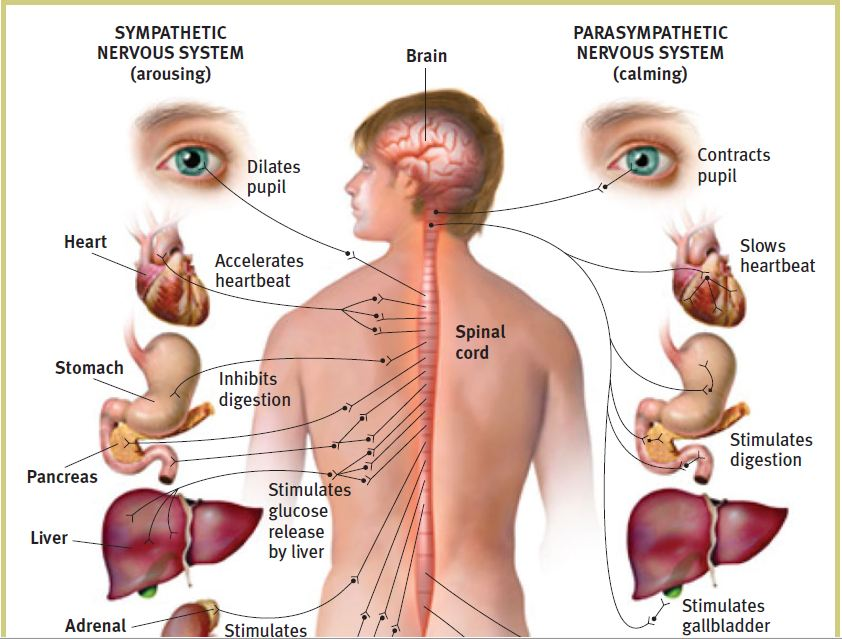 SYMPATHETIC
NERVOUS SYSTEM
(arousing)
Brain
PARASYMPATHETIC
NERVOUS SYSTEM
(calming)
Dilates
pupil
Contracts
pupil
Heart
Accelerates
heartbeat
Slows
heartbeat
Spinal
cord
Stomach
Inhibits
digestion
Stimulates
digestion
Pancreas
Stimulates
glucose
release
by liver
Liver
Adrenal
Stimulates
Stimulates
gallbladder